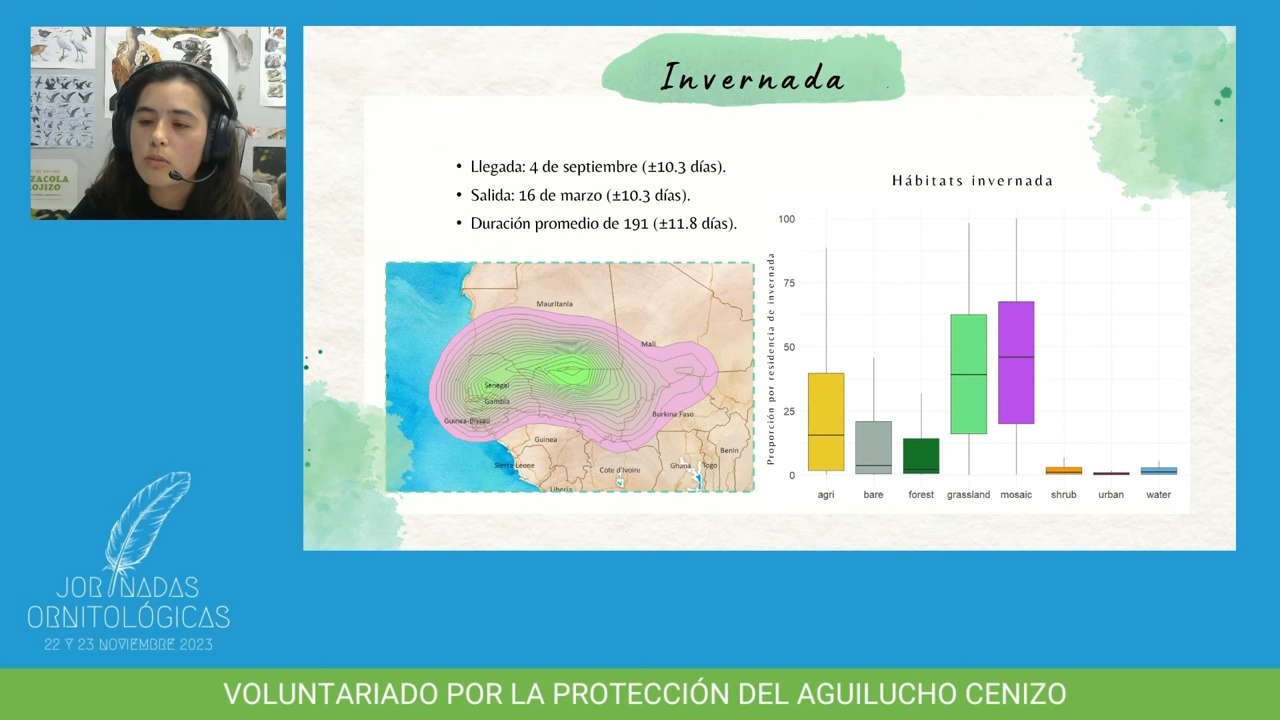 ZACOLA
ROJIZO
Invernada
• Llegada: 4 de septiembre (±10.3 días).
• Salida: 16 de marzo (±10.3 días).
• Duración promedio de 191 (±11.8 días).
Mauritania
Mali
Senegal
Gambia
Guinea-Bissau
Burkina Faso
Guinea
Benin
Sierra Leone
Cote d'Ivoire
Ghana
Togo
Liberia
Hábitats invernada
Proporción por residencia de invernada
100
75
50
25
0
agri bare forest grassland mosaic shrub urban water
JORNADAS
ORNITOLÓGICAS
22 Y 23 NOVIEMBRE 2023
VOLUNTARIADO POR LA PROTECCIÓN DEL AGUILUCHO CENIZO